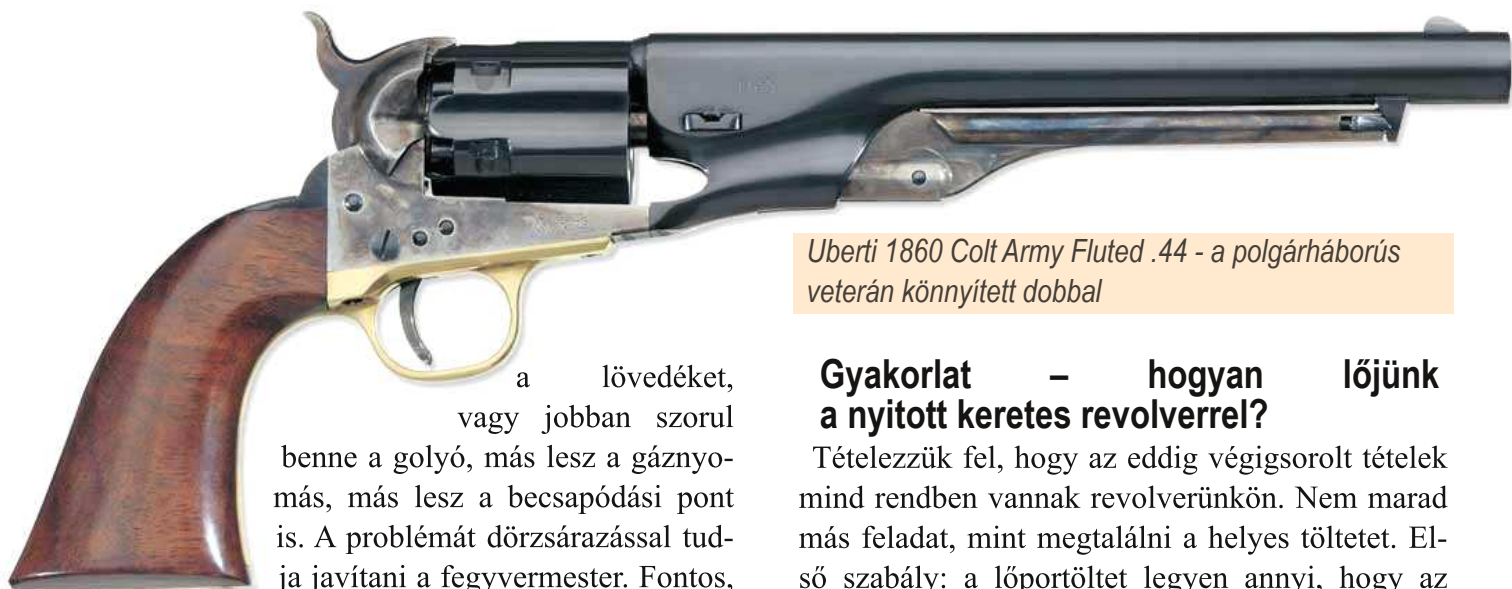 Uberti 1860 Colt Army Fluted .44 - a polgárháborús
veterán könnyített dobbal
a lövedéket,
vagy jobban szorul
benne a golyó, más lesz a gáznyo-
más, más lesz a becsapódási pont
is. A problémát dörzsárazással tud-
ja javítani a fegyvermester. Fontos,
Gyakorlat – hogyan lőjünk
a nyitott keretes revolverrel?
Tételezzük fel, hogy az eddig végigsorolt tételek
mind rendben vannak revolverünkön. Nem marad
más feladat, mint megtalálni a helyes töltetet. El-
ső szabály: a lőportöltet legyen annyi, hogy az